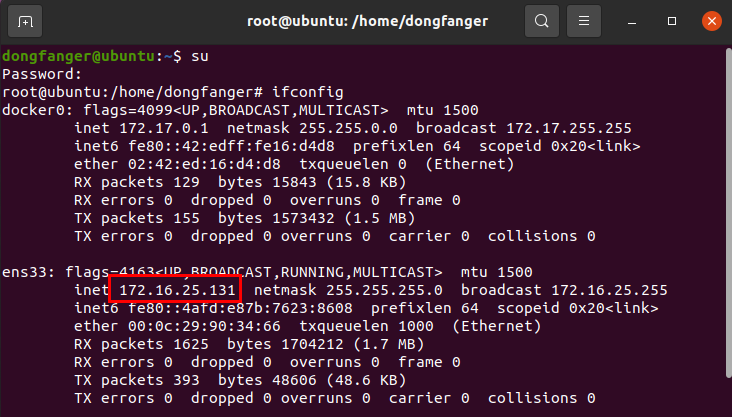 root@ubuntu: /home/dongfanger
dongfanger@ubuntu:~$ su
Password:
root@ubuntu:/home/dongfanger# ifconfig
docker0: flags=4099<UP,BROADCAST,MULTICAST>  mtu 1500
        inet 172.17.0.1  netmask 255.255.0.0  broadcast 172.17.255.255
        inet6 fe80::42:edff:fe16:d4d8  prefixlen 64  scopeid 0x20<link>
        ether 02:42:ed:16:d4:d8  txqueuelen 0  (Ethernet)
        RX packets 129  bytes 15843 (15.8 KB)
        RX errors 0  dropped 0  overruns 0  frame 0
        TX packets 155  bytes 1573432 (1.5 MB)
        TX errors 0  dropped 0 overruns 0  carrier 0  collisions 0
ens33: flags=4163<UP,BROADCAST,RUNNING,MULTICAST>  mtu 1500
        inet 172.16.25.131  netmask 255.255.255.0  broadcast 172.16.25.255
        inet6 fe80::4afd:e87b:7623:8608  prefixlen 64  scopeid 0x20<link>
        ether 00:0c:29:90:34:66  txqueuelen 1000  (Ethernet)
        RX packets 1625  bytes 1704212 (1.7 MB)
        RX errors 0  dropped 0  overruns 0  frame 0
        TX packets 393  bytes 48606 (48.6 KB)
        TX errors 0  dropped 0 overruns 0  carrier 0  collisions 0